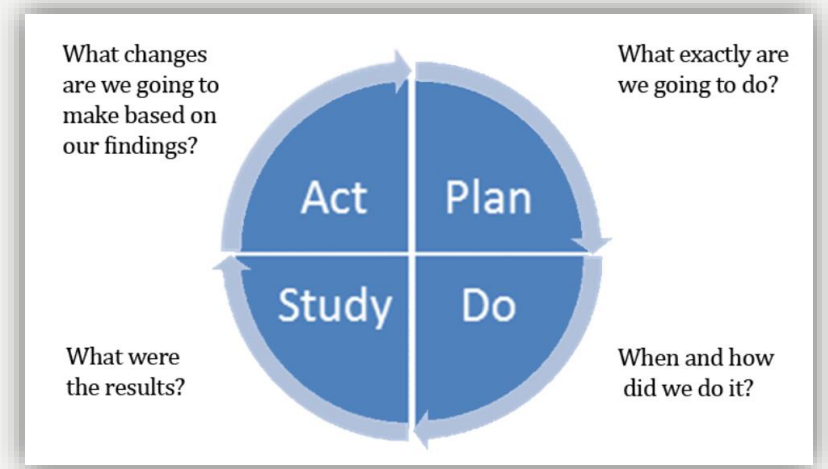 What changes
are we going to
make based on
our findings?
What exactly are
we going to do?
Act
Plan
Study
Do
What were
the results?
When and how
did we do it?